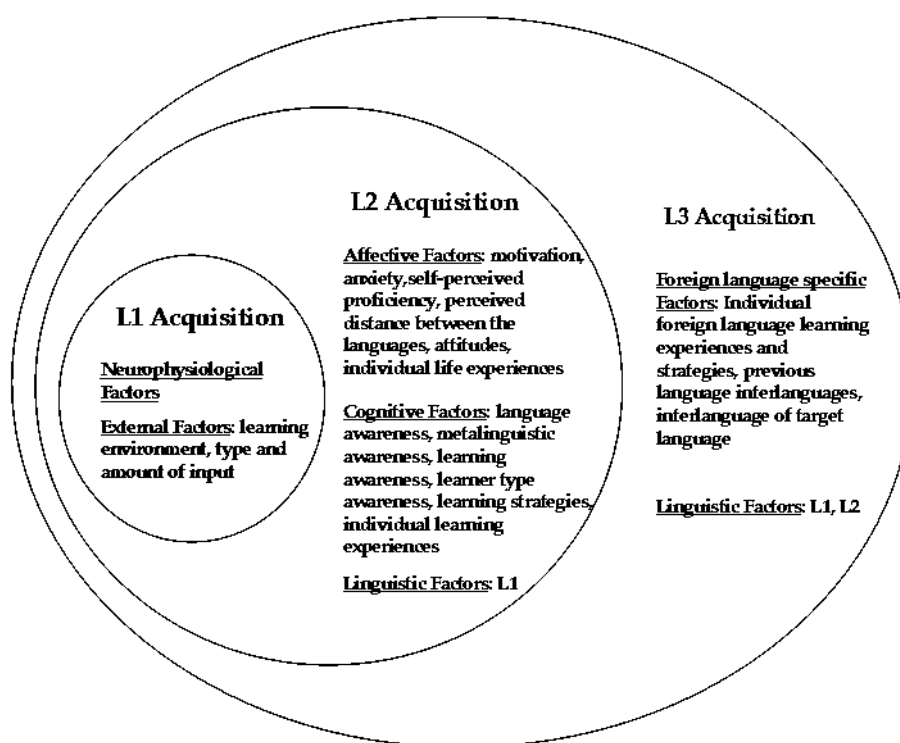 L1 Acquisition
Neurophysiological
Factors
External Factors: learning
environment, type and
amount of input
L2 Acquisition
Affective Factors: motivation,
anxiety,self-perceived
proficiency, perceived
distance between the
languages, attitudes,
individual life experiences
Cognitive Factors: language
awareness, metalinguistic
awareness, learning
awareness, learner type
awareness, learning strategies,
individual learning
experiences
Linguistic Factors: L1
L3 Acquisition
Foreign language specific
Factors: Individual
foreign language learning
experiences and
strategies, previous
language interlanguages,
interlanguage of target
language
Linguistic Factors: L1, L2